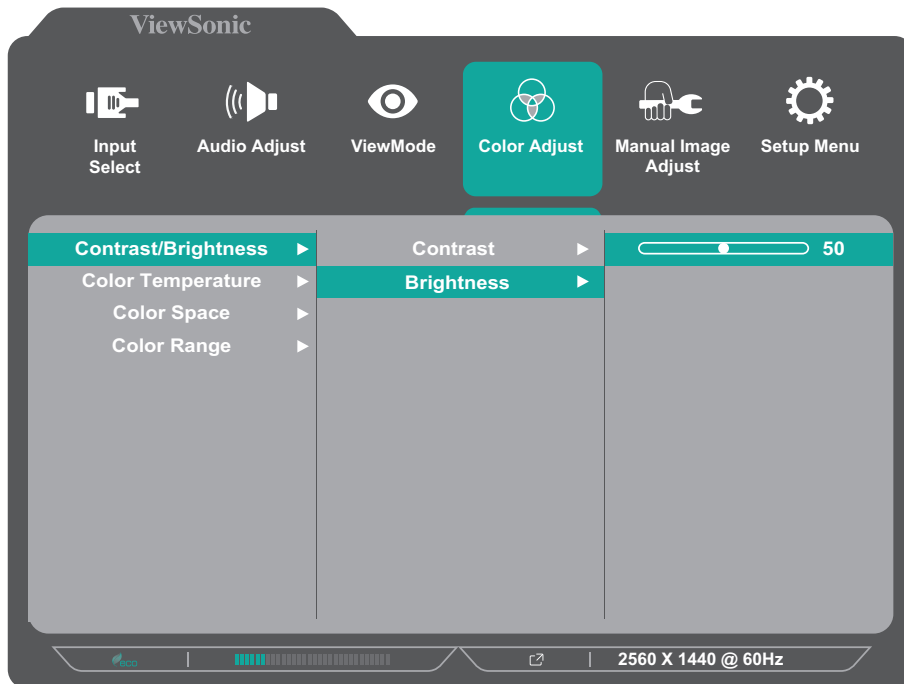 ViewSonic
Input
Select
Audio Adjust
ViewMode
Color Adjust
Manual Image
Adjust
Setup Menu
Contrast/Brightness
Contrast
50
Color Temperature
Brightness
Color Space
Color Range
eco
2560 X 1440 @ 60Hz